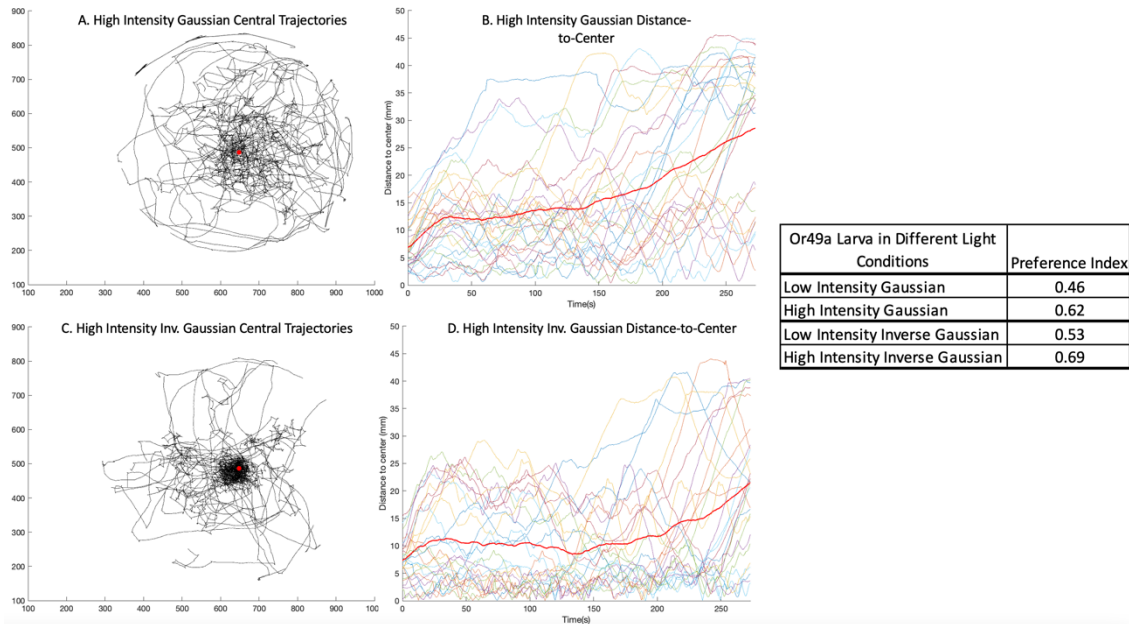 A. High Intensity Gaussian Central Trajectories
900
800
700
600
500
400
300
200
100
100 200 300 400 500 600 700 800 900 1000
B. High Intensity Gaussian Distance-
to-Center
50
45
40
35
30
25
20
15
10
5
0
Distance to center (mm)
0 50 100 150 200 250
Time(s)
C. High Intensity Inv. Gaussian Central Trajectories
900
800
700
600
500
400
300
200
100
100 200 300 400 500 600 700 800 900 100
D. High Intensity Inv. Gaussian Distance-to-Center
50
45
40
35
30
25
20
15
10
5
0
Distance to center (mm)
0 50 100 150 200 250
Time(s)
Or49a Larva in Different Light
Conditions Preference Index
Low Intensity Gaussian 0.46
High Intensity Gaussian 0.62
Low Intensity Inverse Gaussian 0.53
High Intensity Inverse Gaussian 0.69